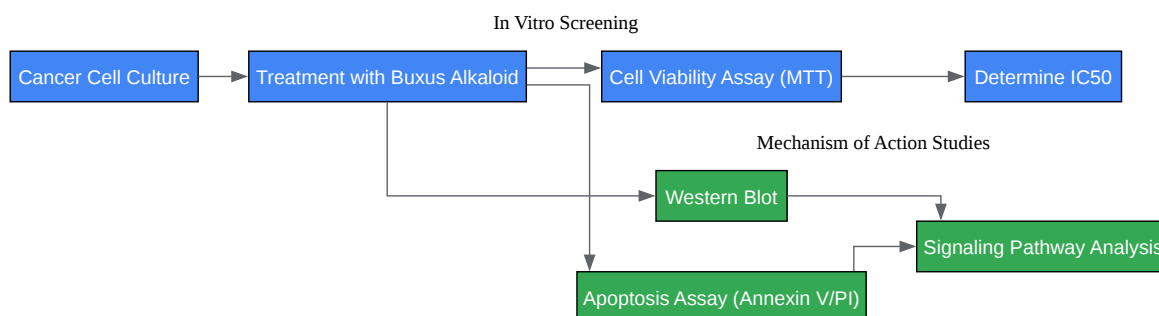 In Vitro Screening
Cancer Cell Culture
Treatment with Buxus Alkaloid
Cell Viability Assay (MTT)
Determine IC50
Mechanism of Action Studies
Western Blot
Signaling Pathway Analysis
Apoptosis Assay (Annexin V/PI)